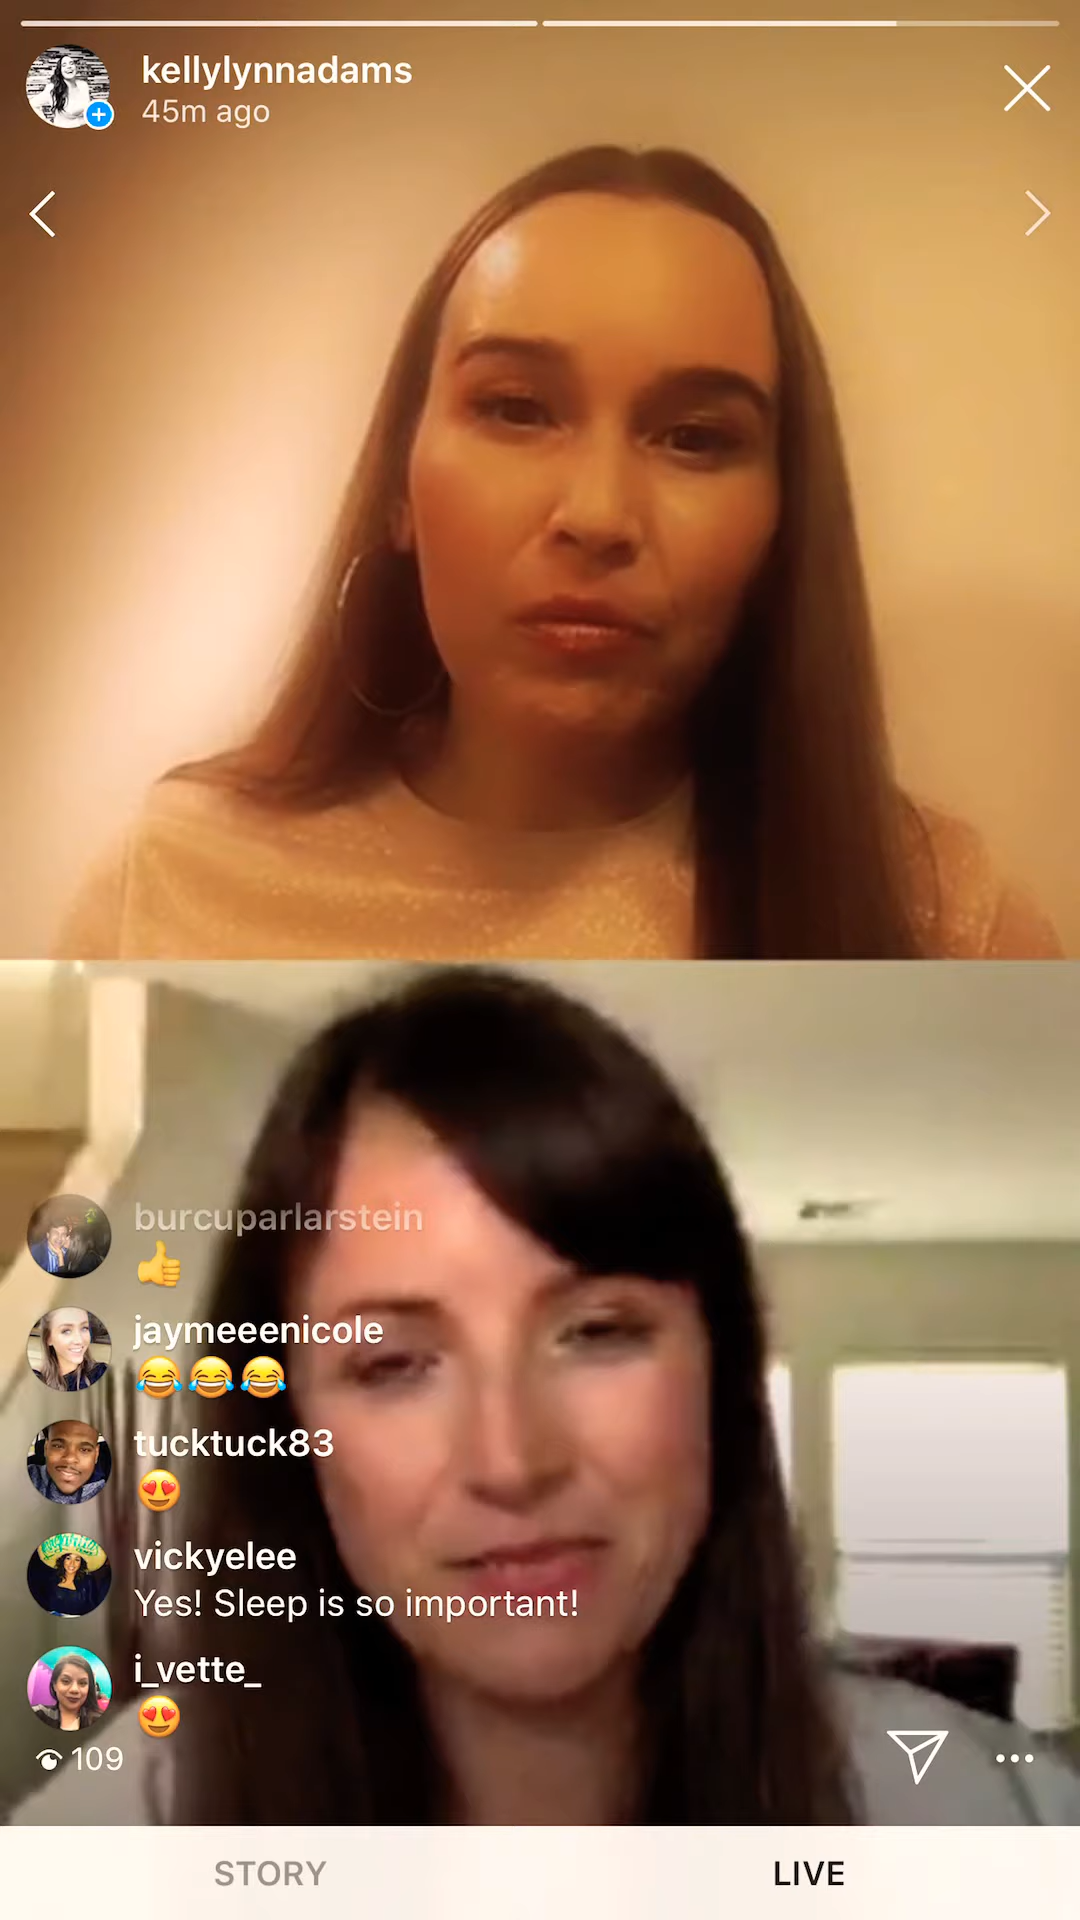 kellylynnadams
45m ago
burcuparlarstein
👍
jaymeeenicole
😂😂😂
tucktuck83
😍
vickyelee
Yes! Sleep is so important!
i_vette_
😍
109
STORY
LIVE